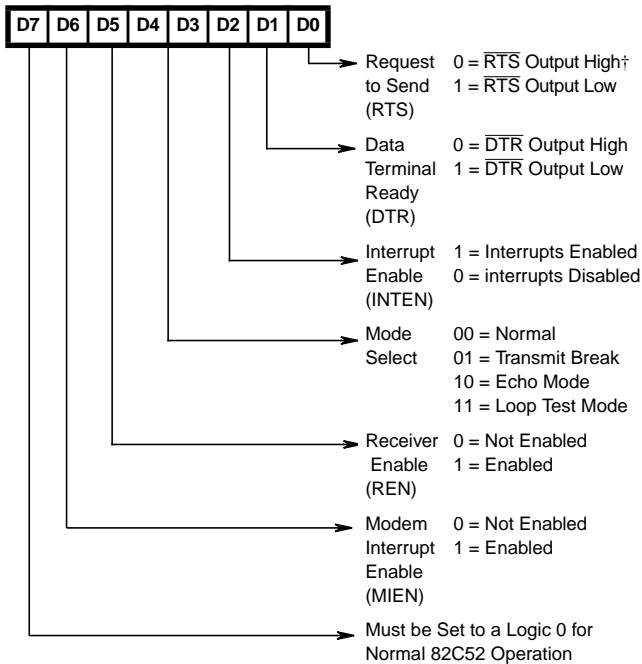 D7 D6 D5 D4 D3 D2 D1 D0
Request 0 = RTS Output High†
to Send 1 = RTS Output Low
(RTS)
Data 0 = DTR Output High
Terminal 1 = DTR Output Low
Ready
(DTR)
Interrupt 1 = Interrupts Enabled
Enable 0 = interrupts Disabled
(INTEN)
Mode 00 = Normal
Select 01 = Transmit Break
10 = Echo Mode
11 = Loop Test Mode
Receiver 0 = Not Enabled
Enable 1 = Enabled
(REN)
Modem 0 = Not Enabled
Interrupt 1 = Enabled
Enable
(MIEN)
Must be Set to a Logic 0 for
Normal 82C52 Operation